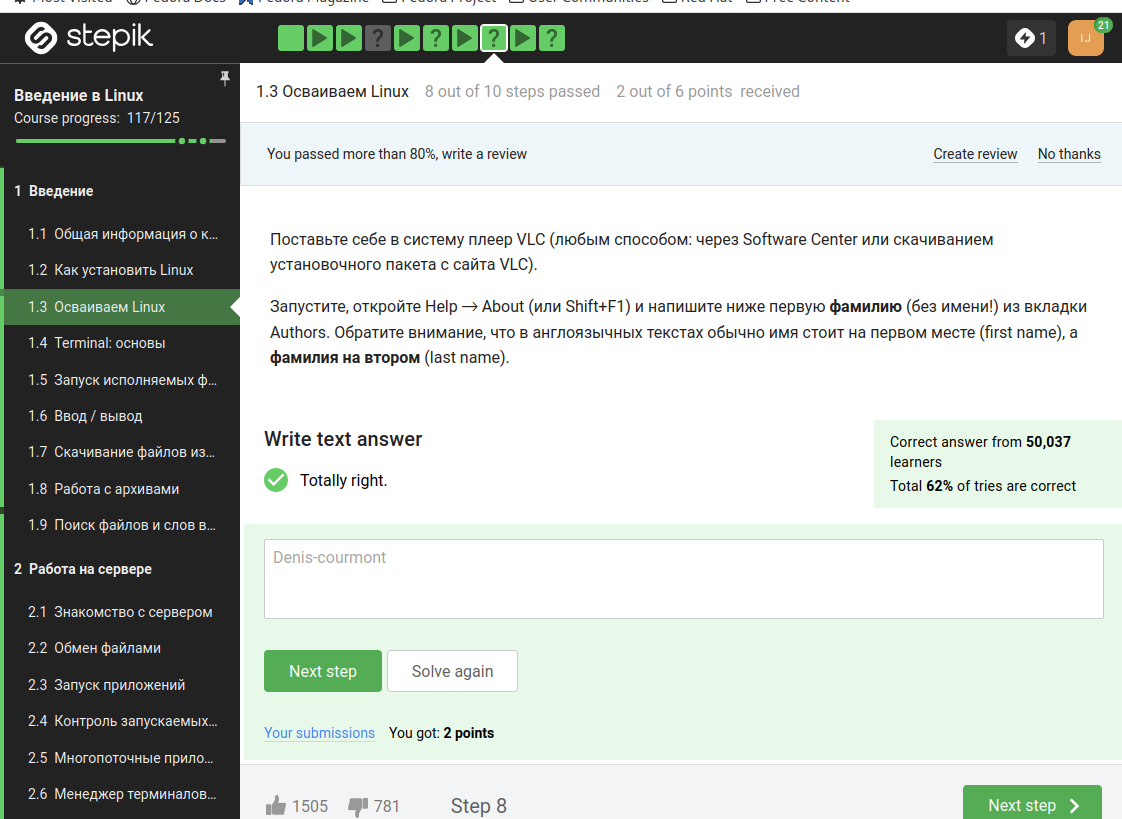 Most Visited Fedora Docs Fedora Magazine Fedora Project User Communities Red Hat Free Content
stepik
? ? ? ?
1
IJ
21
Введение в Linux
Course progress: 117/125
1 Введение
1.1 Общая информация о к...
1.2 Как установить Linux
1.3 Осваиваем Linux
1.4 Terminal: основы
1.5 Запуск исполняемых ф...
1.6 Ввод / вывод
1.7 Скачивание файлов из...
1.8 Работа с архивами
1.9 Поиск файлов и слов в...
2 Работа на сервере
2.1 Знакомство с сервером
2.2 Обмен файлами
2.3 Запуск приложений
2.4 Контроль запускаемых...
2.5 Многопоточные прило...
2.6 Менеджер терминалов...
1.3 Осваиваем Linux 8 out of 10 steps passed 2 out of 6 points received
You passed more than 80%, write a review
Create review No thanks
Поставьте себе в систему плеер VLC (любым способом: через Software Center или скачиванием
установочного пакета с сайта VLC).
Запустите, откройте Help → About (или Shift+F1) и напишите ниже первую фамилию (без имени!) из вкладки
Authors. Обратите внимание, что в англоязычных текстах обычно имя стоит на первом месте (first name), а
фамилия на втором (last name).
Write text answer
Totally right.
Correct answer from 50,037
learners
Total 62% of tries are correct
Denis-courmont
Next step Solve again
Your submissions You got: 2 points
1505 781 Step 8 Next step